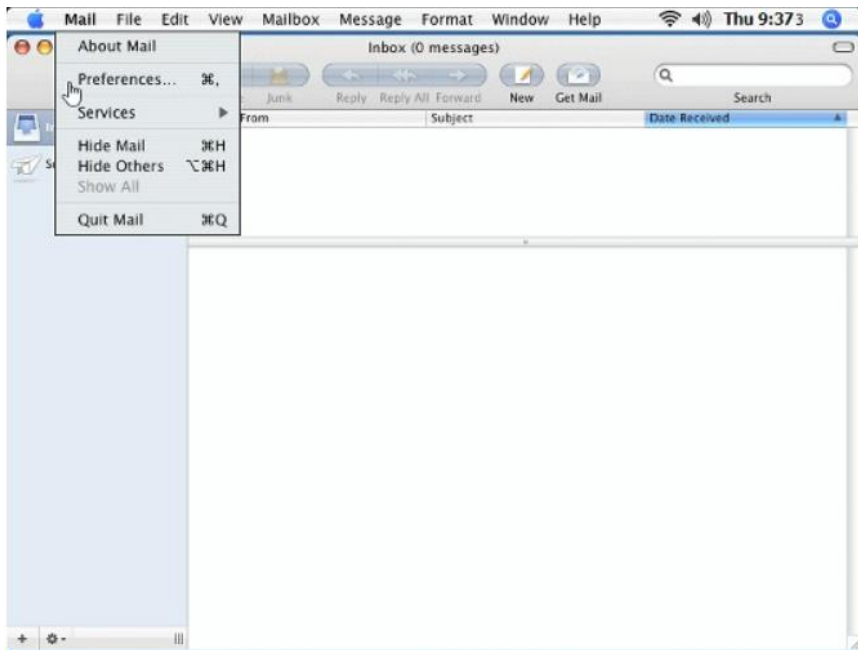 Mail File Edit View Mailbox Message Format Window Help Thu 9:373
About Mail
Inbox (0 messages)
Preferences... ⌘,
Junk Reply Reply All Forward New Get Mail Search
Services
From Subject Date Received
Hide Mail ⌘H
Hide Others ⌥⌘H
Show All
Quit Mail ⌘Q